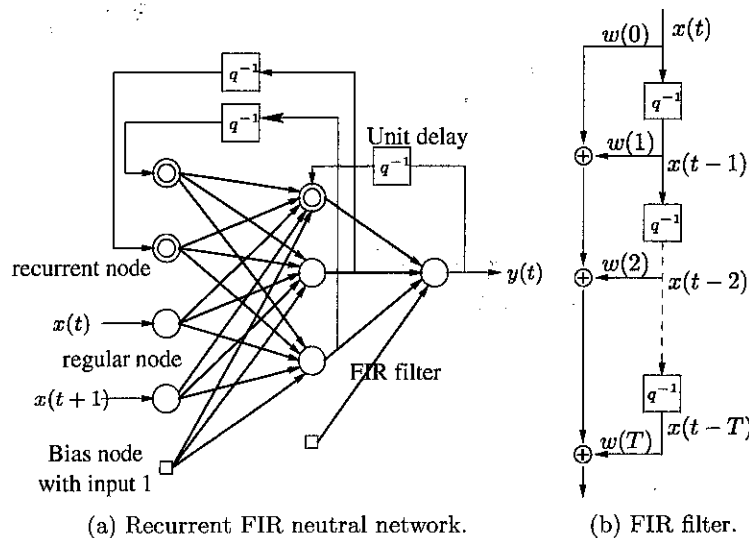 q⁻¹
q⁻¹
Unit delay
q⁻¹
recurrent node
y(t)
x(t)
regular node
FIR filter
x(t + 1)
Bias node
with input 1
(a) Recurrent FIR neutral network.
w(0)
x(t)
q⁻¹
w(1)
x(t − 1)
q⁻¹
w(2)
x(t − 2)
q⁻¹
w(T)
x(t − T)
(b) FIR filter.